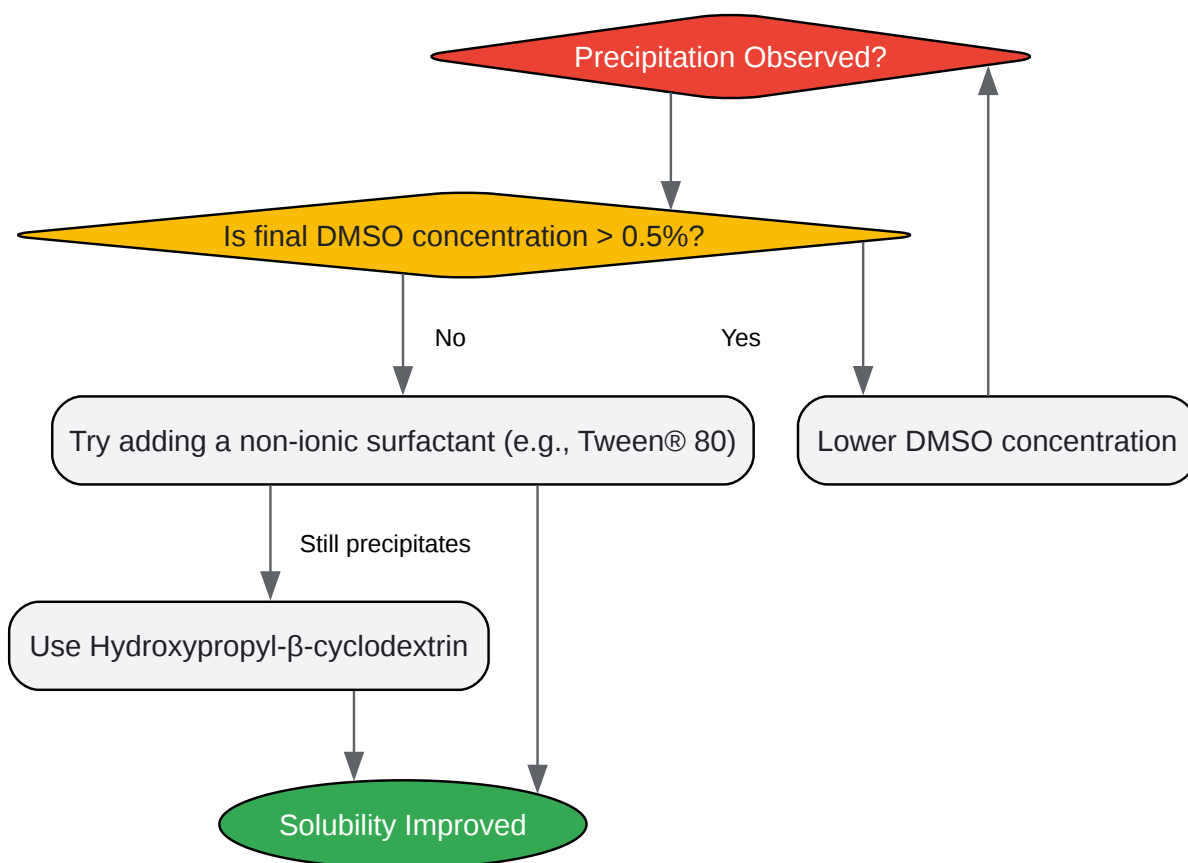 Precipitation Observed?
Is final DMSO concentration > 0.5%?
No
Yes
Try adding a non-ionic surfactant (e.g., Tween® 80)
Lower DMSO concentration
Still precipitates
Use Hydroxypropyl-β-cyclodextrin
Solubility Improved